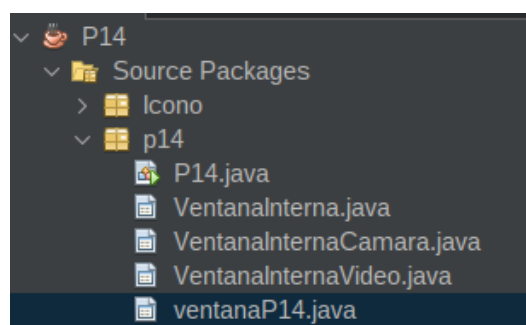 P14
Source Packages
Icono
p14
P14.java
VentanaInterna.java
VentanaInternaCamara.java
VentanaInternaVideo.java
ventanaP14.java